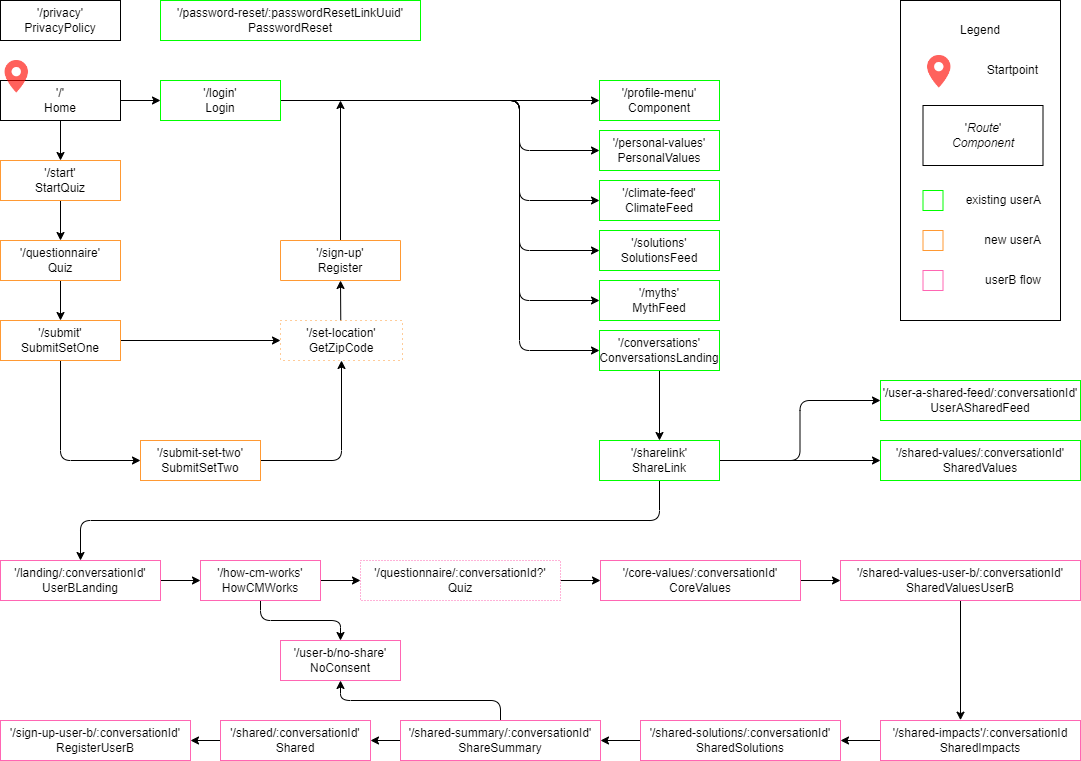 '/privacy'
PrivacyPolicy
'/password-reset/:passwordResetLinkUuid'
PasswordReset
Legend
Startpoint
'Route'
Component
existing userA
new userA
userB flow
'/'
Home
'/login'
Login
'/profile-menu'
Component
'/personal-values'
PersonalValues
'/climate-feed'
ClimateFeed
'/solutions'
SolutionsFeed
'/myths'
MythFeed
'/conversations'
ConversationsLanding
'/start'
StartQuiz
'/questionnaire'
Quiz
'/sign-up'
Register
'/submit'
SubmitSetOne
'/set-location'
GetZipCode
'/submit-set-two'
SubmitSetTwo
'/sharelink'
ShareLink
'/user-a-shared-feed/:conversationId'
UserASharedFeed
'/shared-values/:conversationId'
SharedValues
'/landing/:conversationId'
UserBLanding
'/how-cm-works'
HowCMWorks
'/questionnaire/:conversationId?'
Quiz
'/core-values/:conversationId'
CoreValues
'/shared-values-user-b/:conversationId
SharedValuesUserB
'/user-b/no-share'
NoConsent
'/sign-up-user-b/:conversationId'
RegisterUserB
'/shared/:conversationId'
Shared
'/shared-summary/:conversationId'
ShareSummary
'/shared-solutions/:conversationId'
SharedSolutions
'/shared-impacts'/:conversationId
SharedImpacts